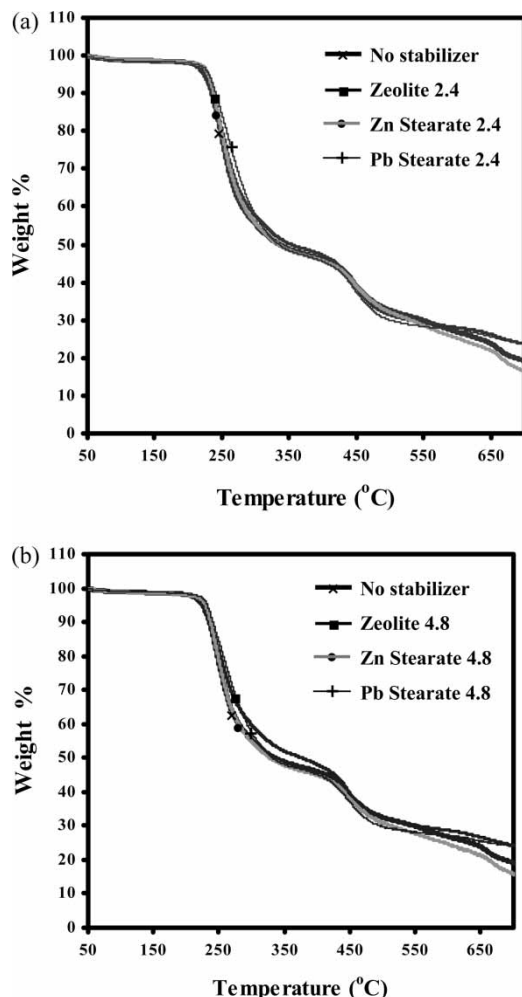 (a)
110
100
90
80
70
60
50
40
30
20
10
0
Weight %
No stabilizer
Zeolite 2.4
Zn Stearate 2.4
Pb Stearate 2.4
50 150 250 350 450 550 650
Temperature (°C)
(b)
110
100
90
80
70
60
50
40
30
20
10
0
Weight %
No stabilizer
Zeolite 4.8
Zn Stearate 4.8
Pb Stearate 4.8
50 150 250 350 450 550 650
Temperature (°C)